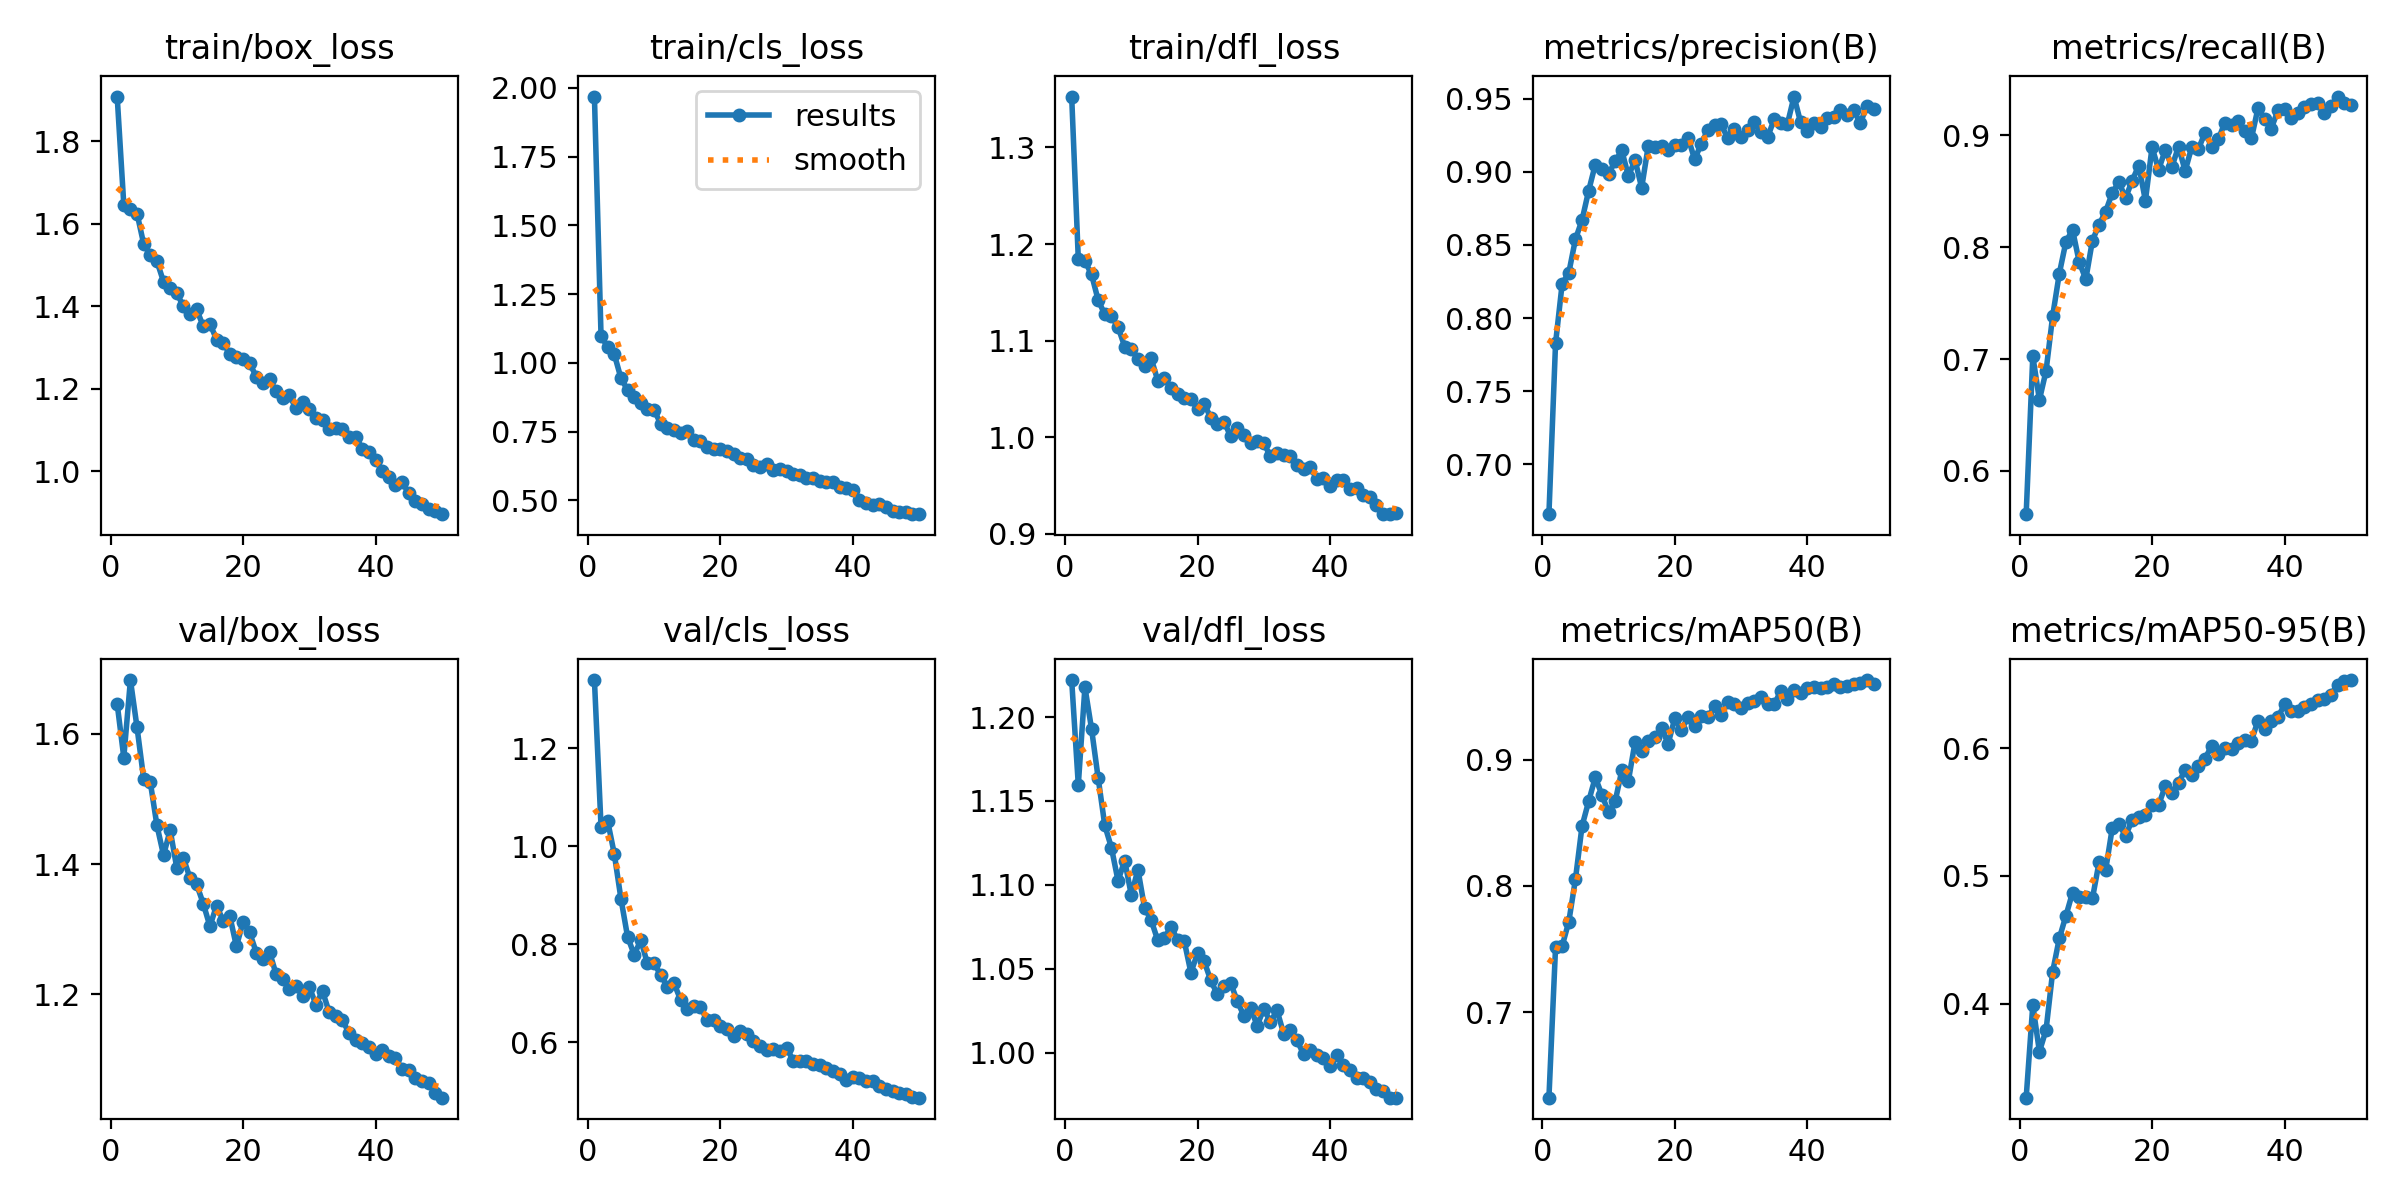 train/box_loss
1.8
1.6
1.4
1.2
1.0
0 20 40
train/cls_loss
results
smooth
2.00
1.75
1.50
1.25
1.00
0.75
0.50
0 20 40
train/dfl_loss
1.3
1.2
1.1
1.0
0.9
0 20 40
metrics/precision(B)
0.95
0.90
0.85
0.80
0.75
0.70
0 20 40
metrics/recall(B)
0.9
0.8
0.7
0.6
0 20 40
val/box_loss
1.6
1.4
1.2
0 20 40
val/cls_loss
1.2
1.0
0.8
0.6
0 20 40
val/dfl_loss
1.20
1.15
1.10
1.05
1.00
0 20 40
metrics/mAP50(B)
0.9
0.8
0.7
0 20 40
metrics/mAP50-95(B)
0.6
0.5
0.4
0 20 40